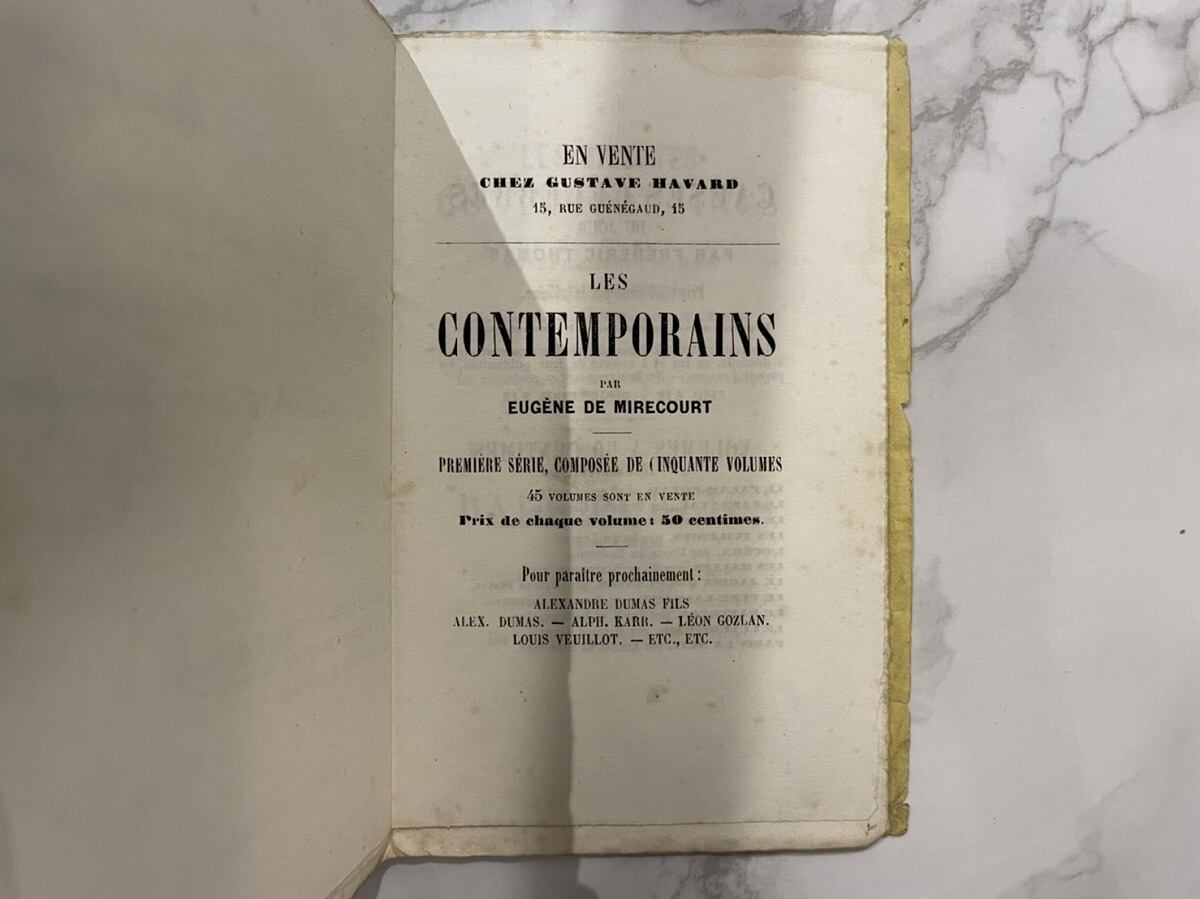 EN VENTE
CHEZ GUSTAVE HAVARD
15, RUE GUÉNÉGAUD, 15
LES
CONTEMPORAINS
PAR
EUGÈNE DE MIRECOURT
PREMIÈRE SÉRIE, COMPOSÉE DE CINQUANTE VOLUMES
45 VOLUMES SONT EN VENTE
Prix de chaque volume : 50 centimes.
Pour paraître prochainement :
ALEXANDRE DUMAS FILS
ALEX. DUMAS. — ALPH. KARR. — LÉON GOZLAN.
LOUIS VEUILLOT. — ETC., ETC.